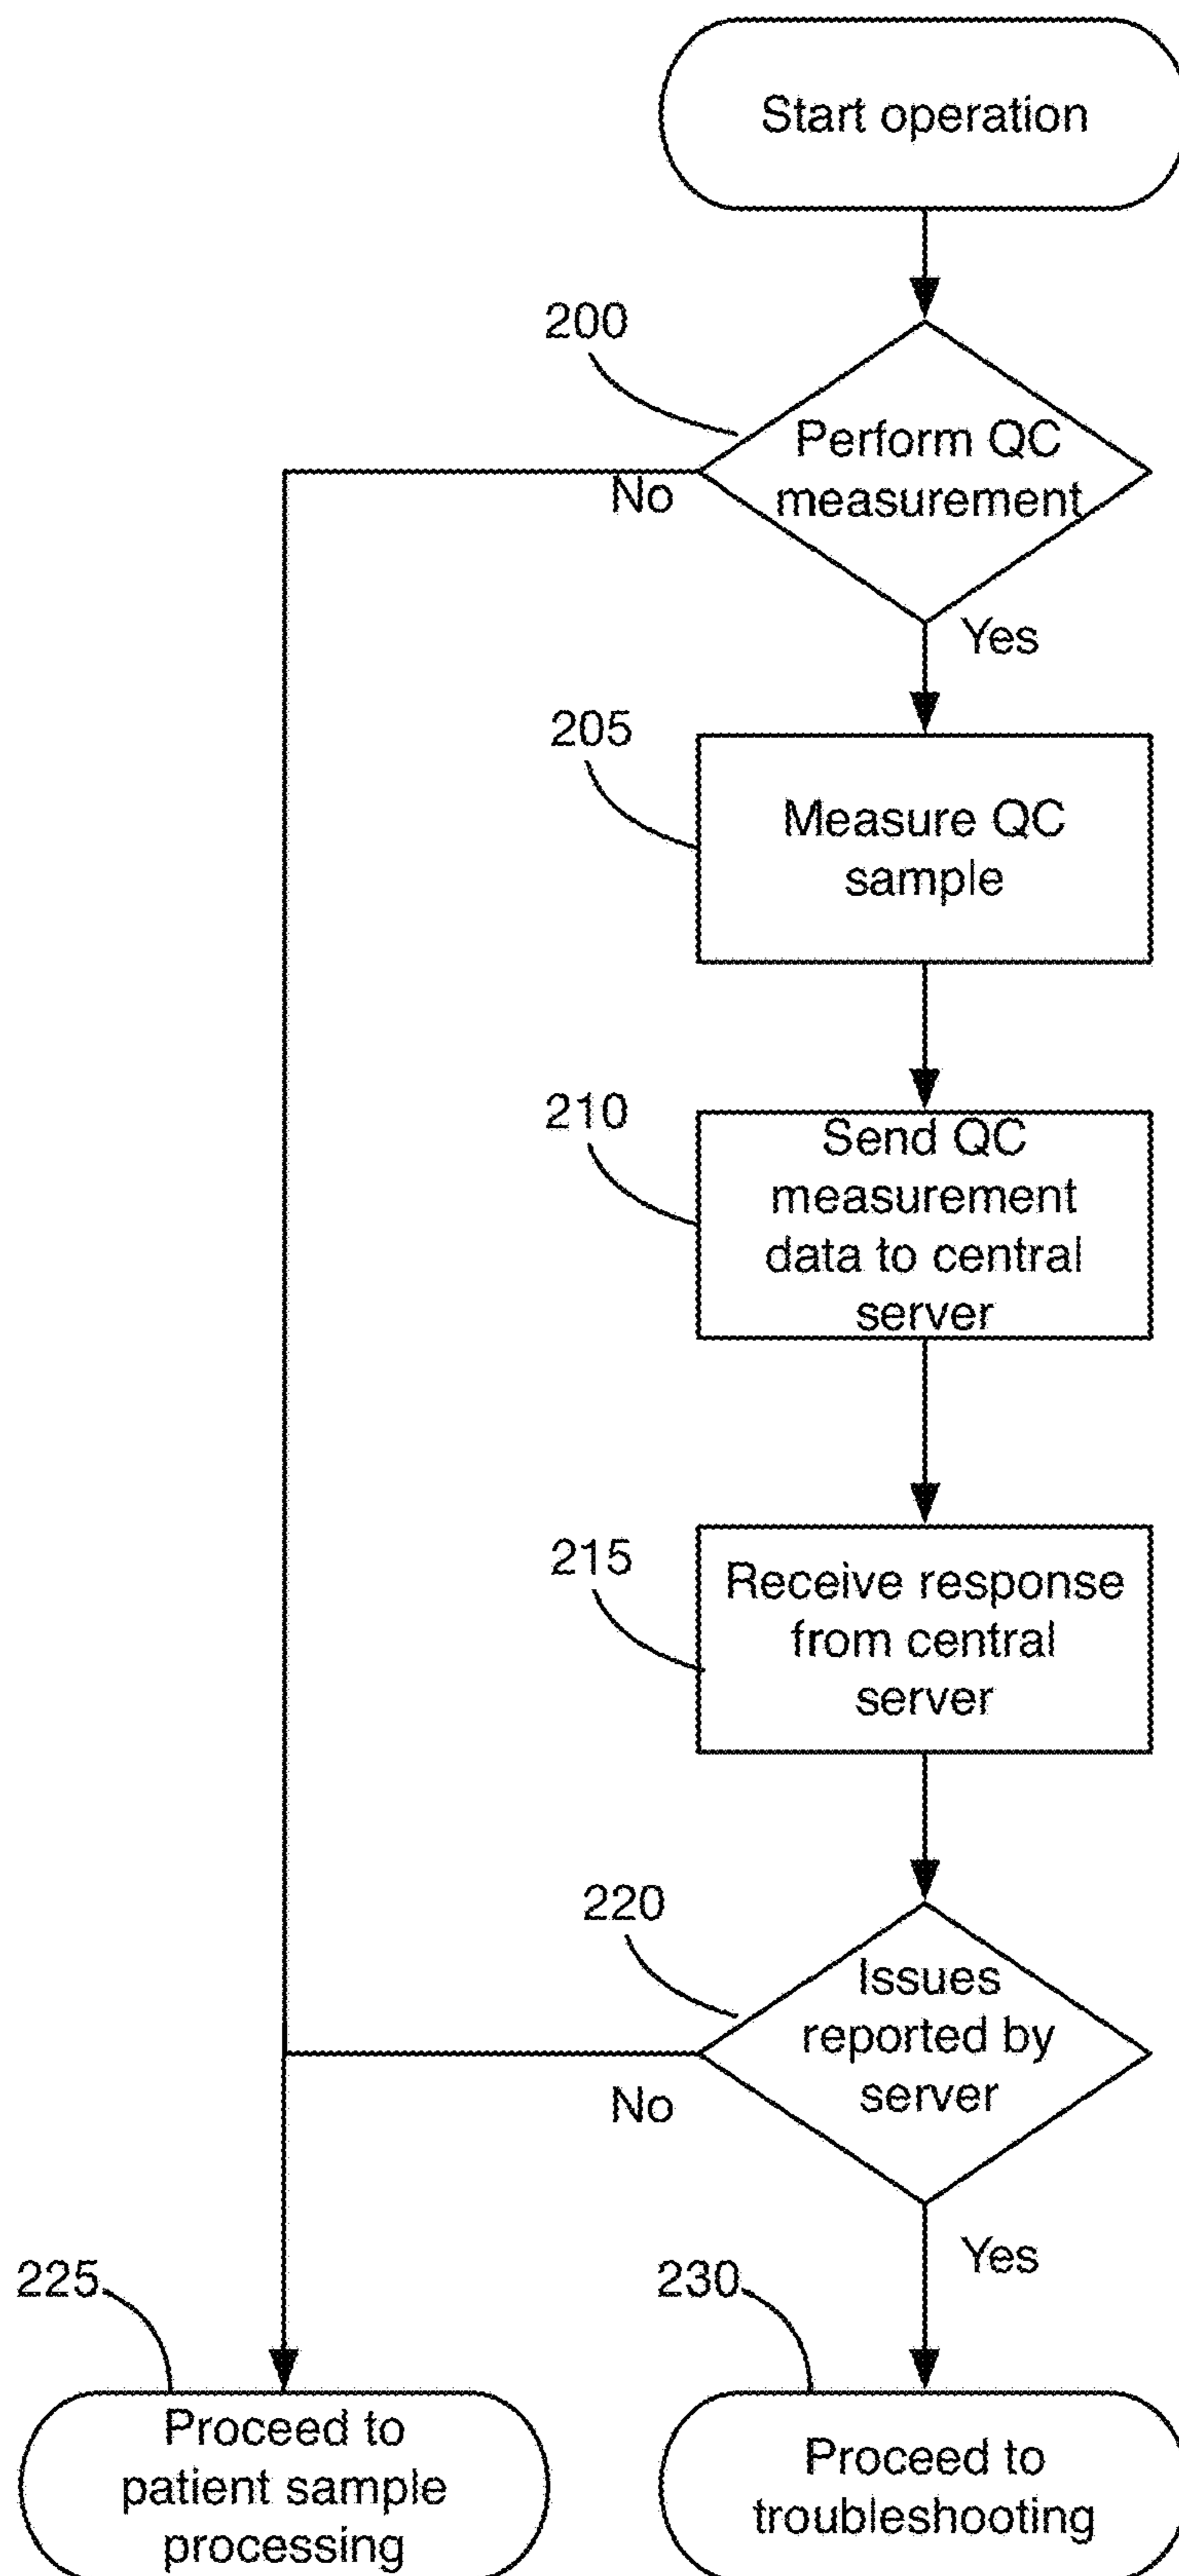 Start operation
200
Perform QC
measurement
No
Yes
205
Measure QC
sample
210
Send QC
measurement
data to central
server
215
Receive response
from central
server
220
Issues
reported by
server
No
Yes
225
230
Proceed to
patient sample
processing
Proceed to
troubleshooting